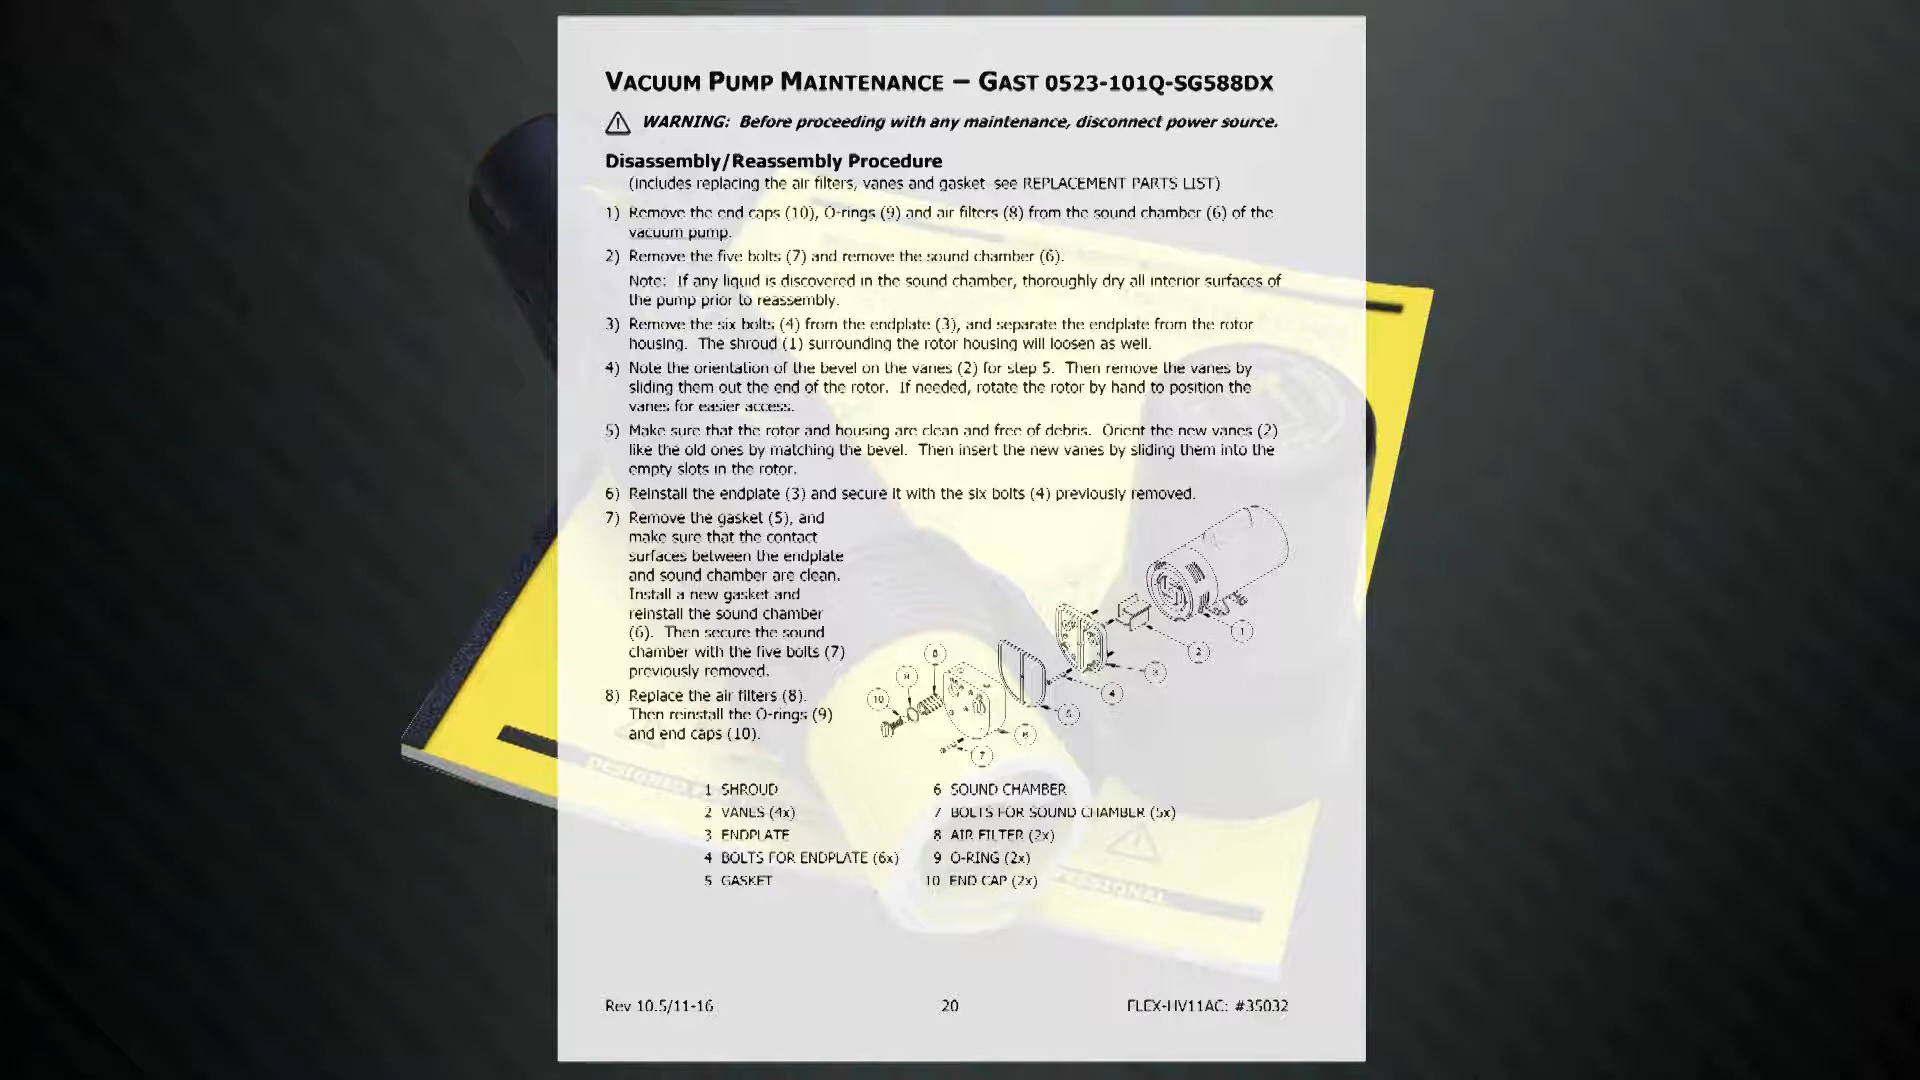 VACUUM PUMP MAINTENANCE – GAST 0523-101Q-SG588DX
WARNING: Before proceeding with any maintenance, disconnect power source.
Disassembly/Reassembly Procedure
(includes replacing the air filters, vanes and gasket see REPLACEMENT PARTS LIST)
1) Remove the end caps (10), O-rings (9) and air filters (8) from the sound chamber (6) of the
vacuum pump.
2) Remove the five bolts (7) and remove the sound chamber (6).
Note: If any liquid is discovered in the sound chamber, thoroughly dry all interior surfaces of
the pump prior to reassembly.
3) Remove the six bolts (4) from the endplate (3), and separate the endplate from the rotor
housing. The shroud (1) surrounding the rotor housing will loosen as well.
4) Note the orientation of the bevel on the vanes (2) for step 5. Then remove the vanes by
sliding them out the end of the rotor. If needed, rotate the rotor by hand to position the
vanes for easier access.
5) Make sure that the rotor and housing are clean and free of debris. Orient the new vanes (2)
like the old ones by matching the bevel. Then insert the new vanes by sliding them into the
empty slots in the rotor.
6) Reinstall the endplate (3) and secure it with the six bolts (4) previously removed.
7) Remove the gasket (5), and
make sure that the contact
surfaces between the endplate
and sound chamber are clean.
Install a new gasket and
reinstall the sound chamber
(6). Then secure the sound
chamber with the five bolts (7)
previously removed.
8) Replace the air filters (8).
Then reinstall the O-rings (9)
and end caps (10).
1
2
3
4
5
6
7
8
9
10
1 SHROUD
2 VANES (4x)
3 ENDPLATE
4 BOLTS FOR ENDPLATE (6x)
5 GASKET
6 SOUND CHAMBER
7 BOLTS FOR SOUND CHAMBER (5x)
8 AIR FILTER (2x)
9 O-RING (2x)
10 END CAP (2x)
Rev 10.5/11-16
20
FLEX-HV11AC: #35032